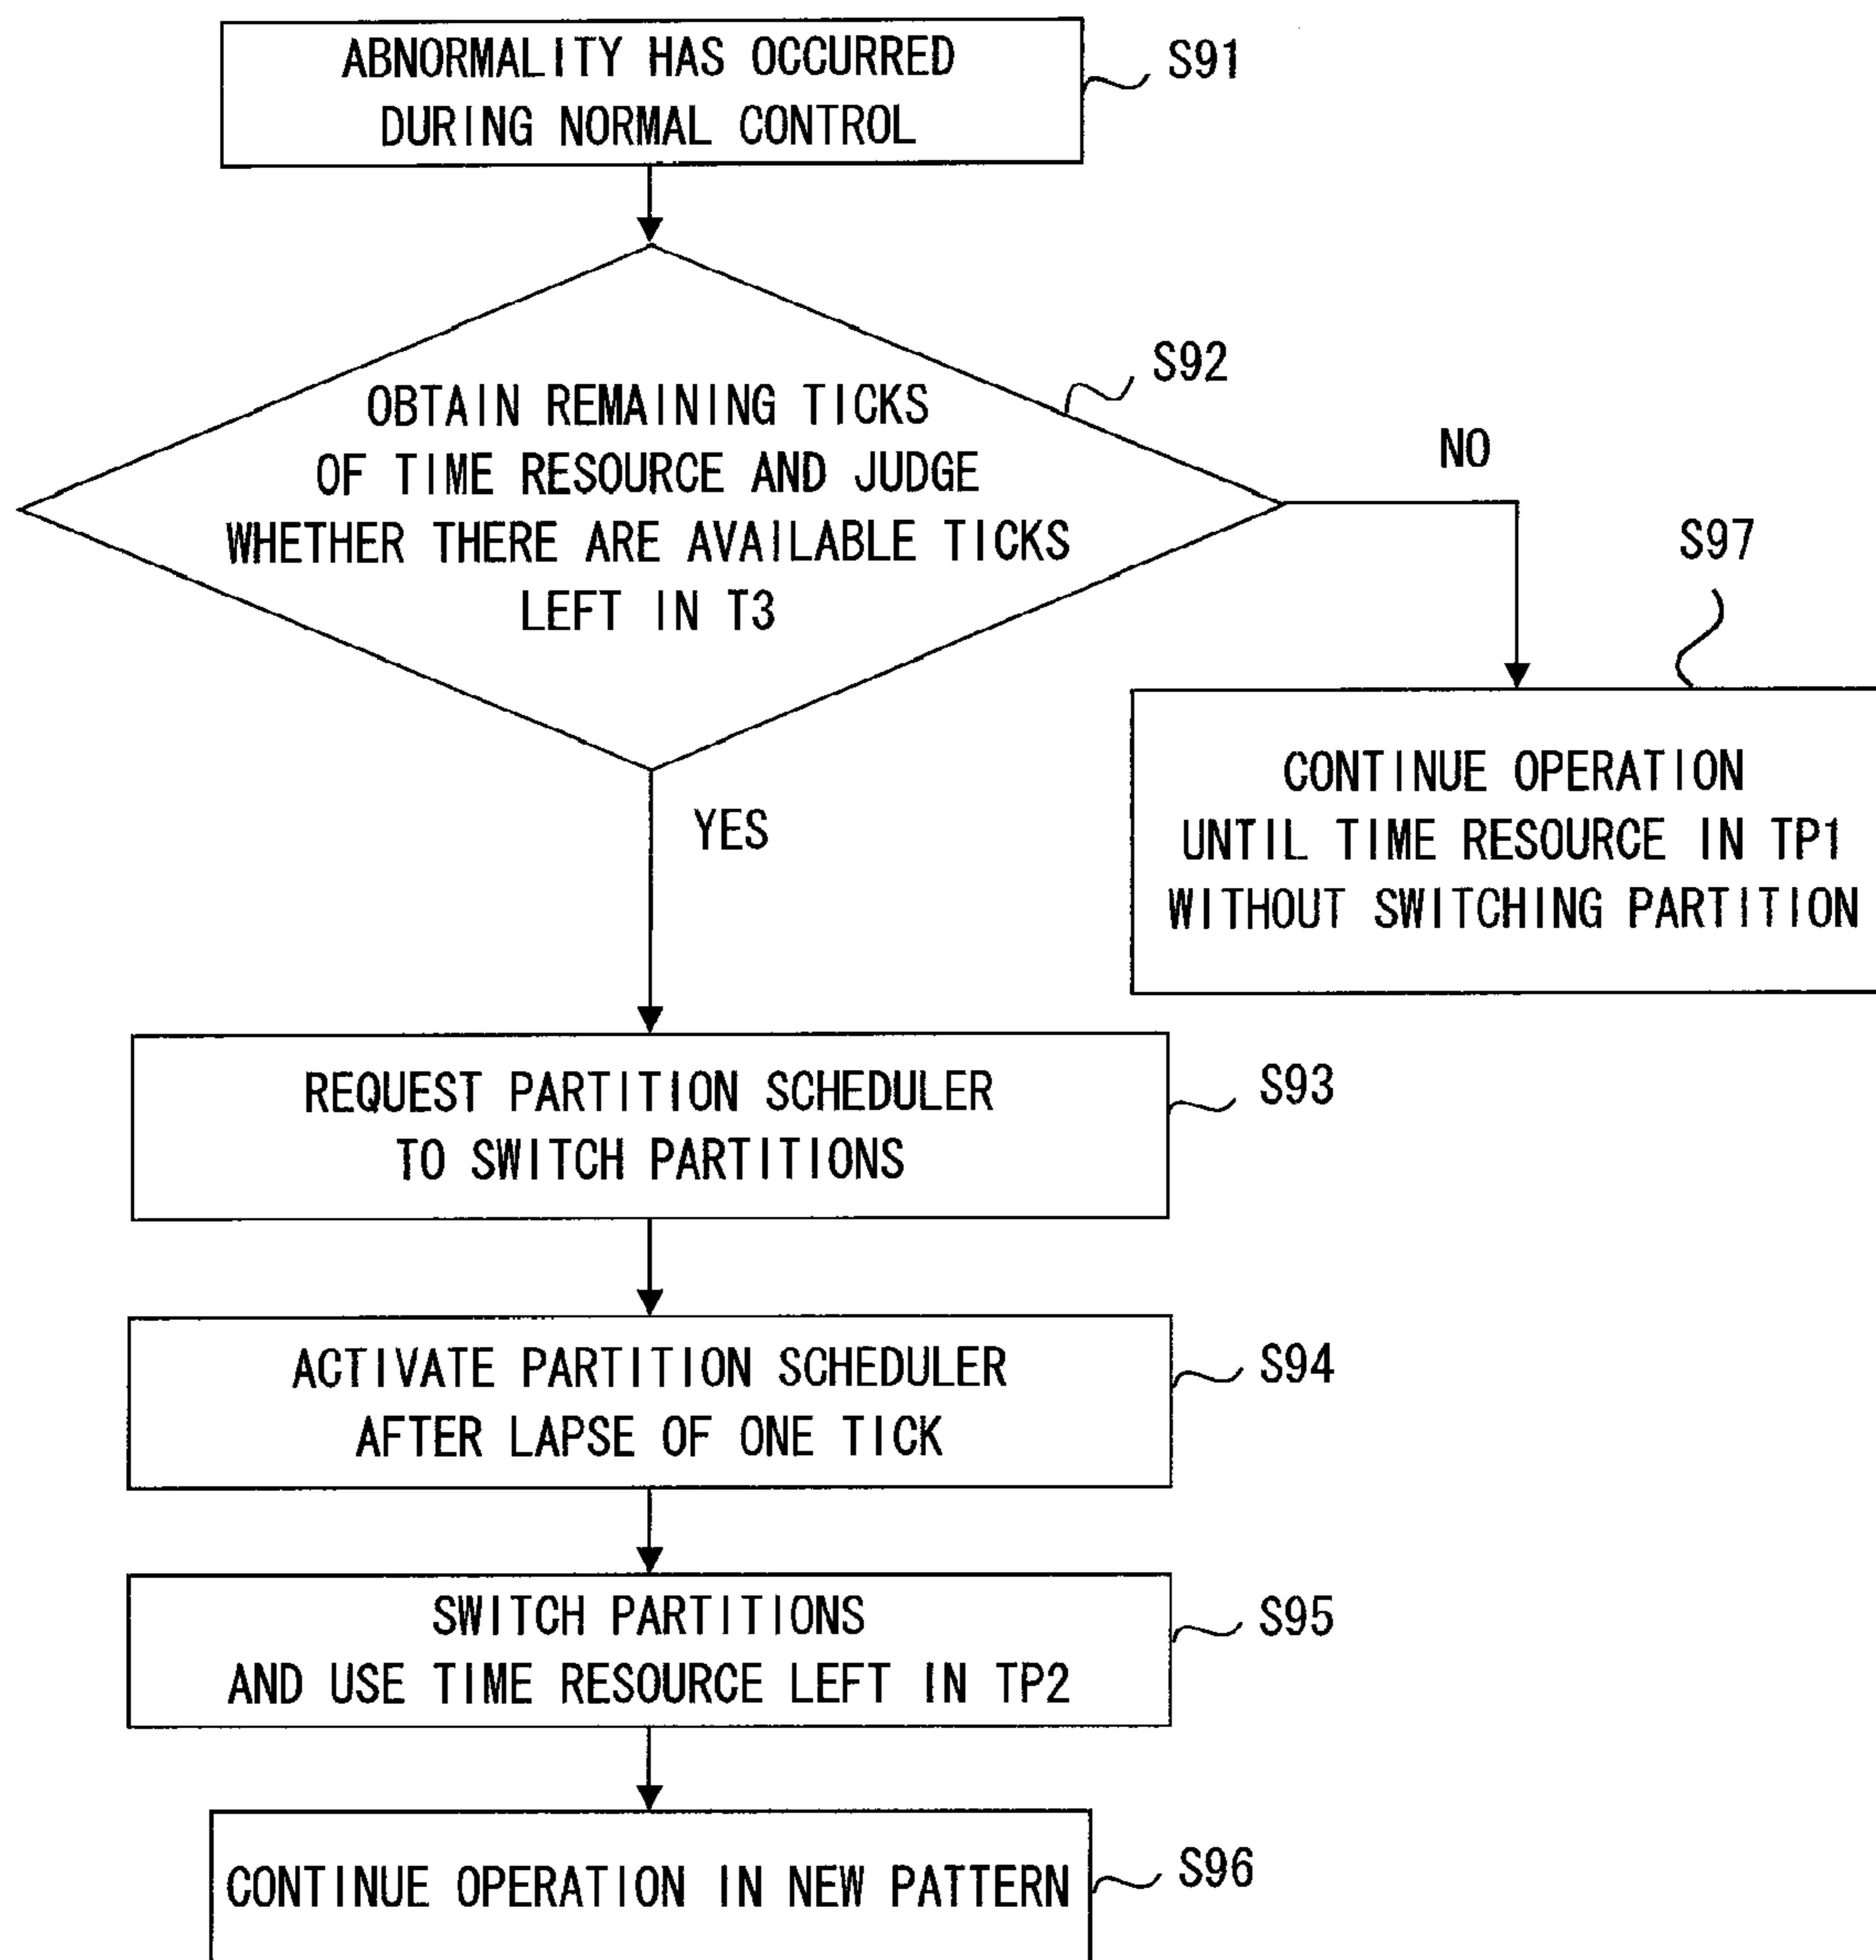 ABNORMALITY HAS OCCURRED
DURING NORMAL CONTROL
S91
S92
OBTAIN REMAINING TICKS
OF TIME RESOURCE AND JUDGE
WHETHER THERE ARE AVAILABLE TICKS
LEFT IN T3
NO
S97
CONTINUE OPERATION
UNTIL TIME RESOURCE IN TP1
WITHOUT SWITCHING PARTITION
YES
REQUEST PARTITION SCHEDULER
TO SWITCH PARTITIONS
S93
ACTIVATE PARTITION SCHEDULER
AFTER LAPSE OF ONE TICK
S94
SWITCH PARTITIONS
AND USE TIME RESOURCE LEFT IN TP2
S95
CONTINUE OPERATION IN NEW PATTERN
S96